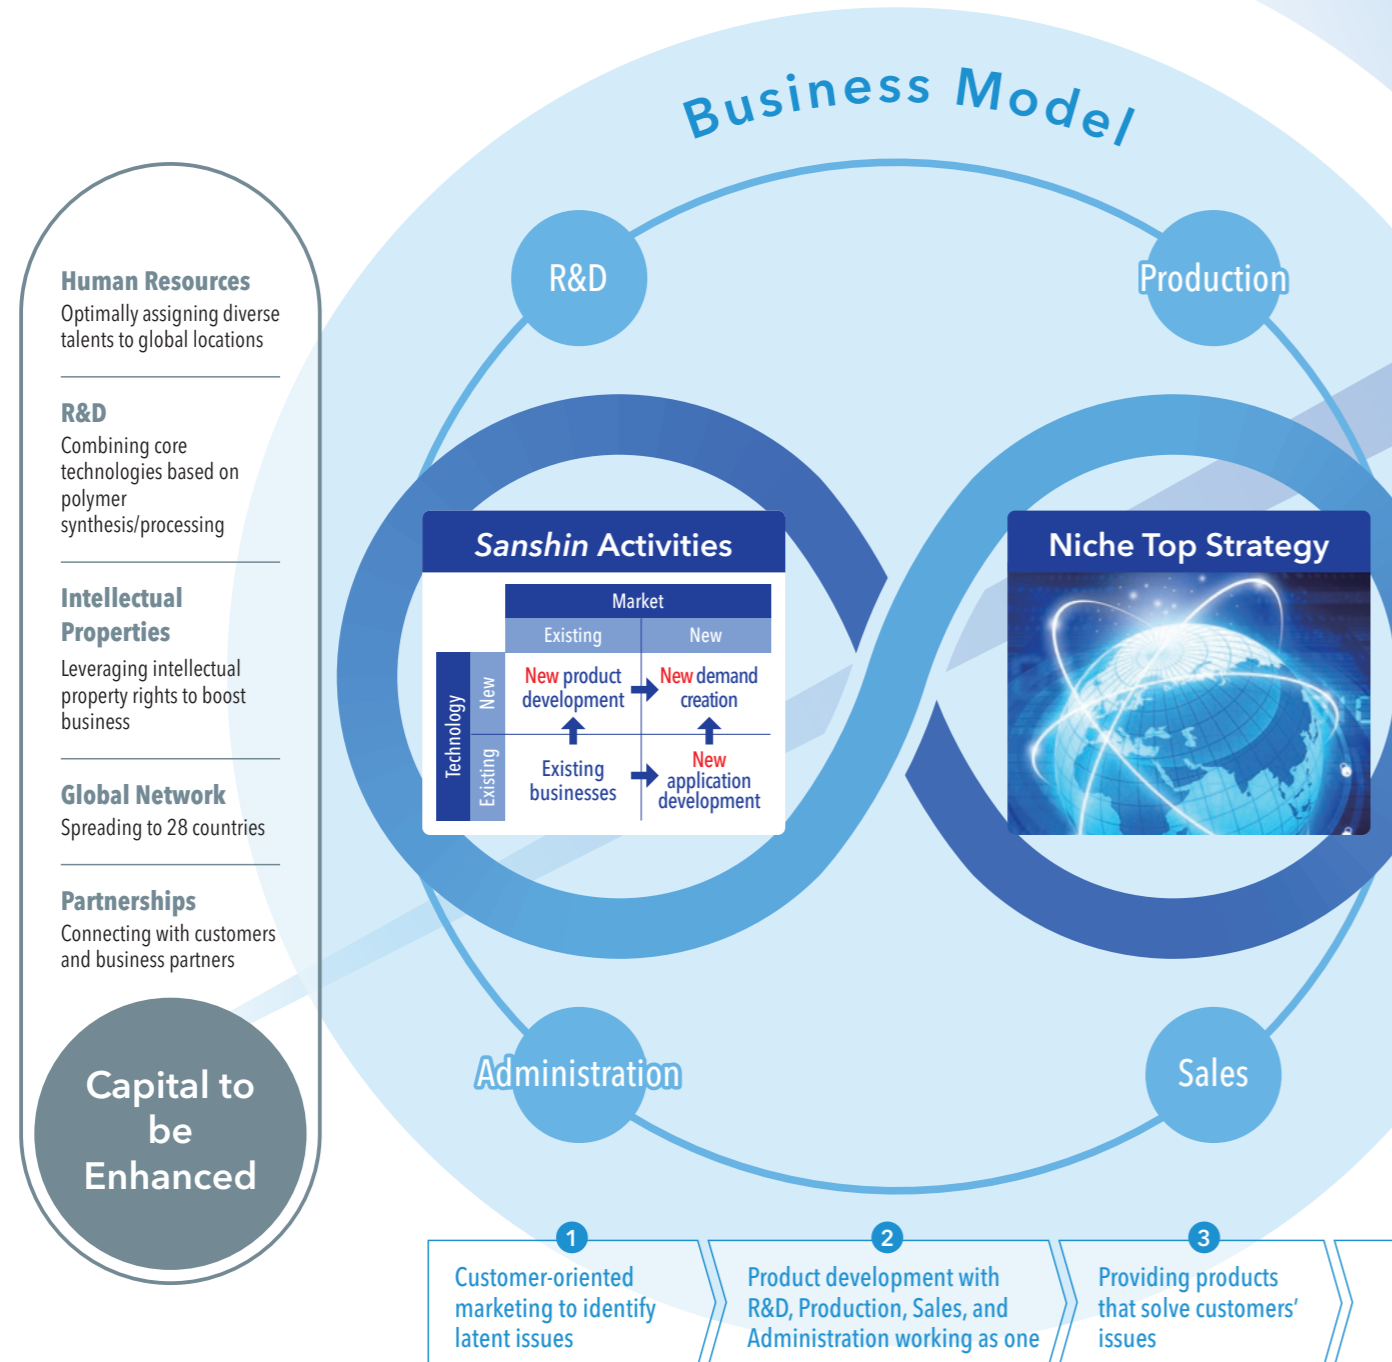 Business Model
Human Resources
Optimally assigning diverse
talents to global locations
R&D
Combining core
technologies based on
polymer
synthesis/processing
Intellectual
Properties
Leveraging intellectual
property rights to boost
business
Global Network
Spreading to 28 countries
Partnerships
Connecting with customers
and business partners
Capital to
be
Enhanced
R&D
Production
Sanshin Activities
Market
Existing
New
Technology
New
New product
development
New demand
creation
Existing
Existing
businesses
New
application
development
Niche Top Strategy
Administration
Sales
1
Customer-oriented
marketing to identify
latent issues
2
Product development with
R&D, Production, Sales, and
Administration working as one
3
Providing products
that solve customers’
issues